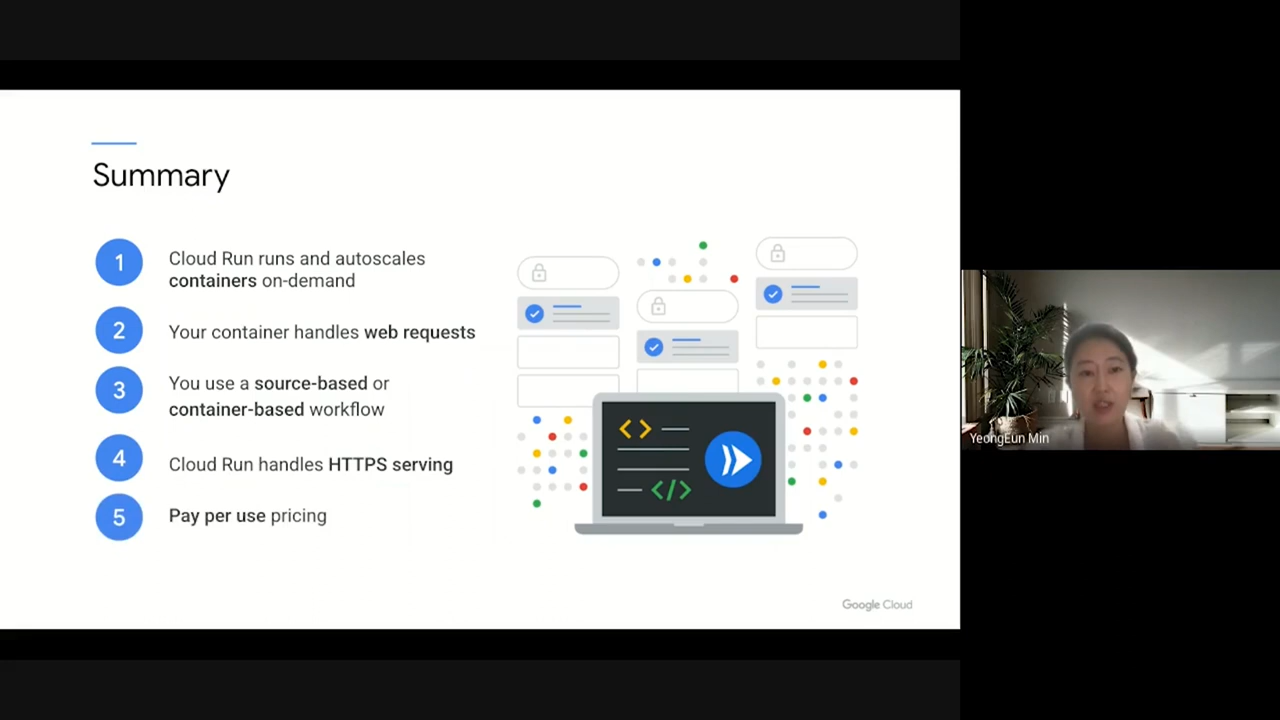 Summary
1
Cloud Run runs and autoscales
containers on-demand
2
Your container handles web requests
3
You use a source-based or
container-based workflow
4
Cloud Run handles HTTPS serving
5
Pay per use pricing
< >
</>
Google Cloud
YeongEun Min